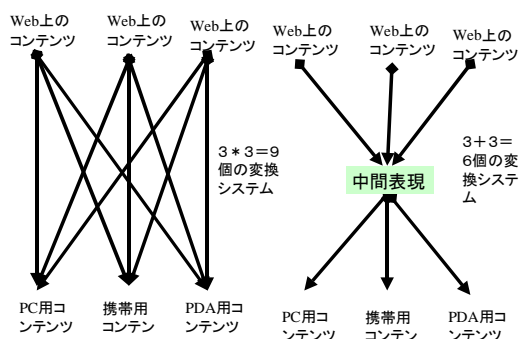 Web上の
コンテンツ
Web上の
コンテンツ
Web上の
コンテンツ
3*3=9
個の変換
システム
PC用コ
ンテンツ
携帯用
コンテン
PDA用コ
ンテンツ
Web上の
コンテンツ
Web上の
コンテンツ
Web上の
コンテンツ
3+3=
6個の変
換システ
ム
中間表現
PC用コ
ンテンツ
携帯用
コンテン
PDA用コ
ンテンツ